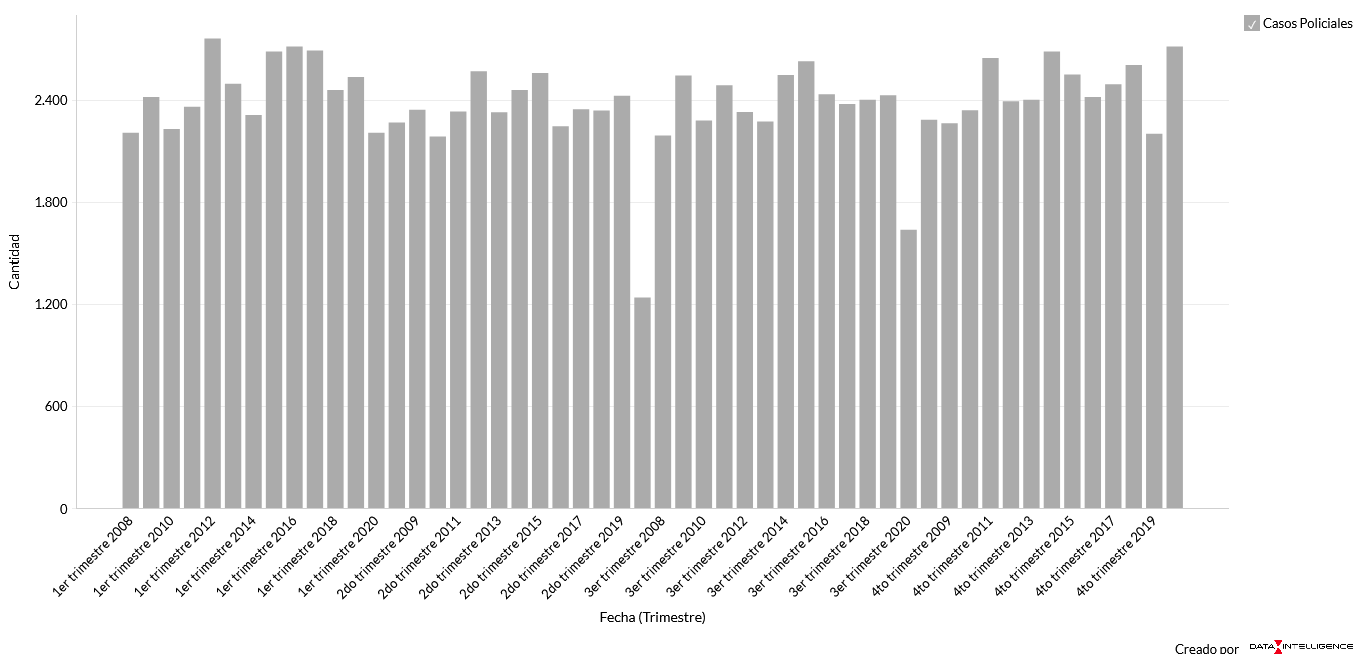 Casos Policiales
Cantidad
2.400
1.800
1.200
600
0
1er trimestre 2008
1er trimestre 2010
1er trimestre 2012
1er trimestre 2014
1er trimestre 2016
1er trimestre 2018
1er trimestre 2020
2do trimestre 2009
2do trimestre 2011
2do trimestre 2013
2do trimestre 2015
2do trimestre 2017
2do trimestre 2019
3er trimestre 2008
3er trimestre 2010
3er trimestre 2012
3er trimestre 2014
3er trimestre 2016
3er trimestre 2018
3er trimestre 2020
4to trimestre 2009
4to trimestre 2011
4to trimestre 2013
4to trimestre 2015
4to trimestre 2017
4to trimestre 2019
Fecha (Trimestre)
Creado por DATA INTELLIGENCE